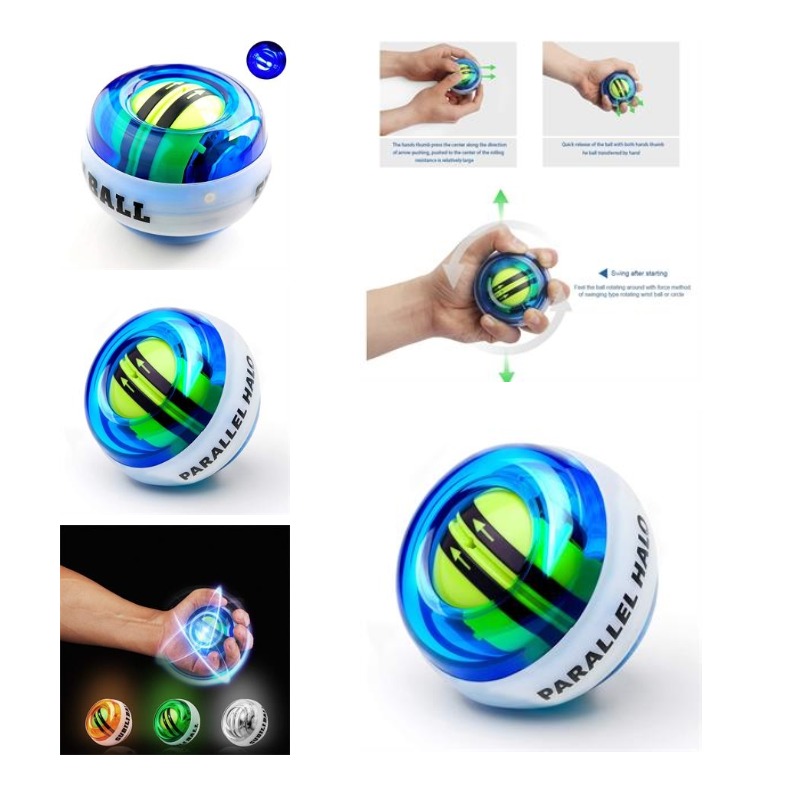 BALL
The hands thumb press the center along the direction
of arrow pushing, pushed to the center of the rolling
resistance is relatively large
Quick release of the ball with both hands thumb
he ball transferred by hand
Swing after starting
Feel the ball rotating around with force method
of swinging type rotating wrist ball or circle
PARALLEL HALO
BALL
PARALLEL HALO